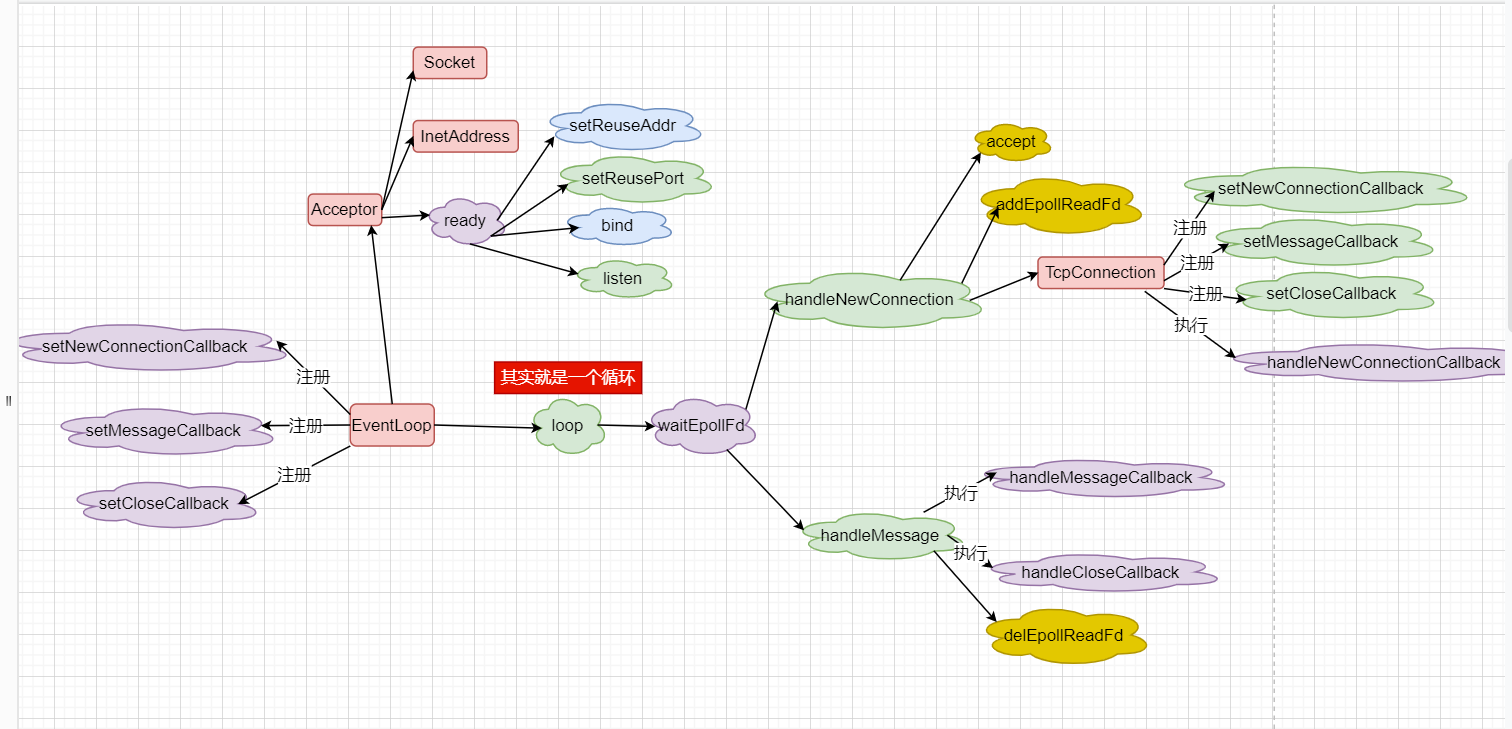 Socket
InetAddress
Acceptor
ready
setReuseAddr
setReusePort
bind
listen
setNewConnectionCallback
注册
setMessageCallback
注册
setCloseCallback
注册
EventLoop
其实就是一个循环
loop
waitEpollFd
handleNewConnection
accept
addEpollReadFd
TcpConnection
注册
setNewConnectionCallback
注册
setMessageCallback
注册
setCloseCallback
执行
handleNewConnectionCallback
handleMessage
执行
handleMessageCallback
执行
handleCloseCallback
delEpollReadFd